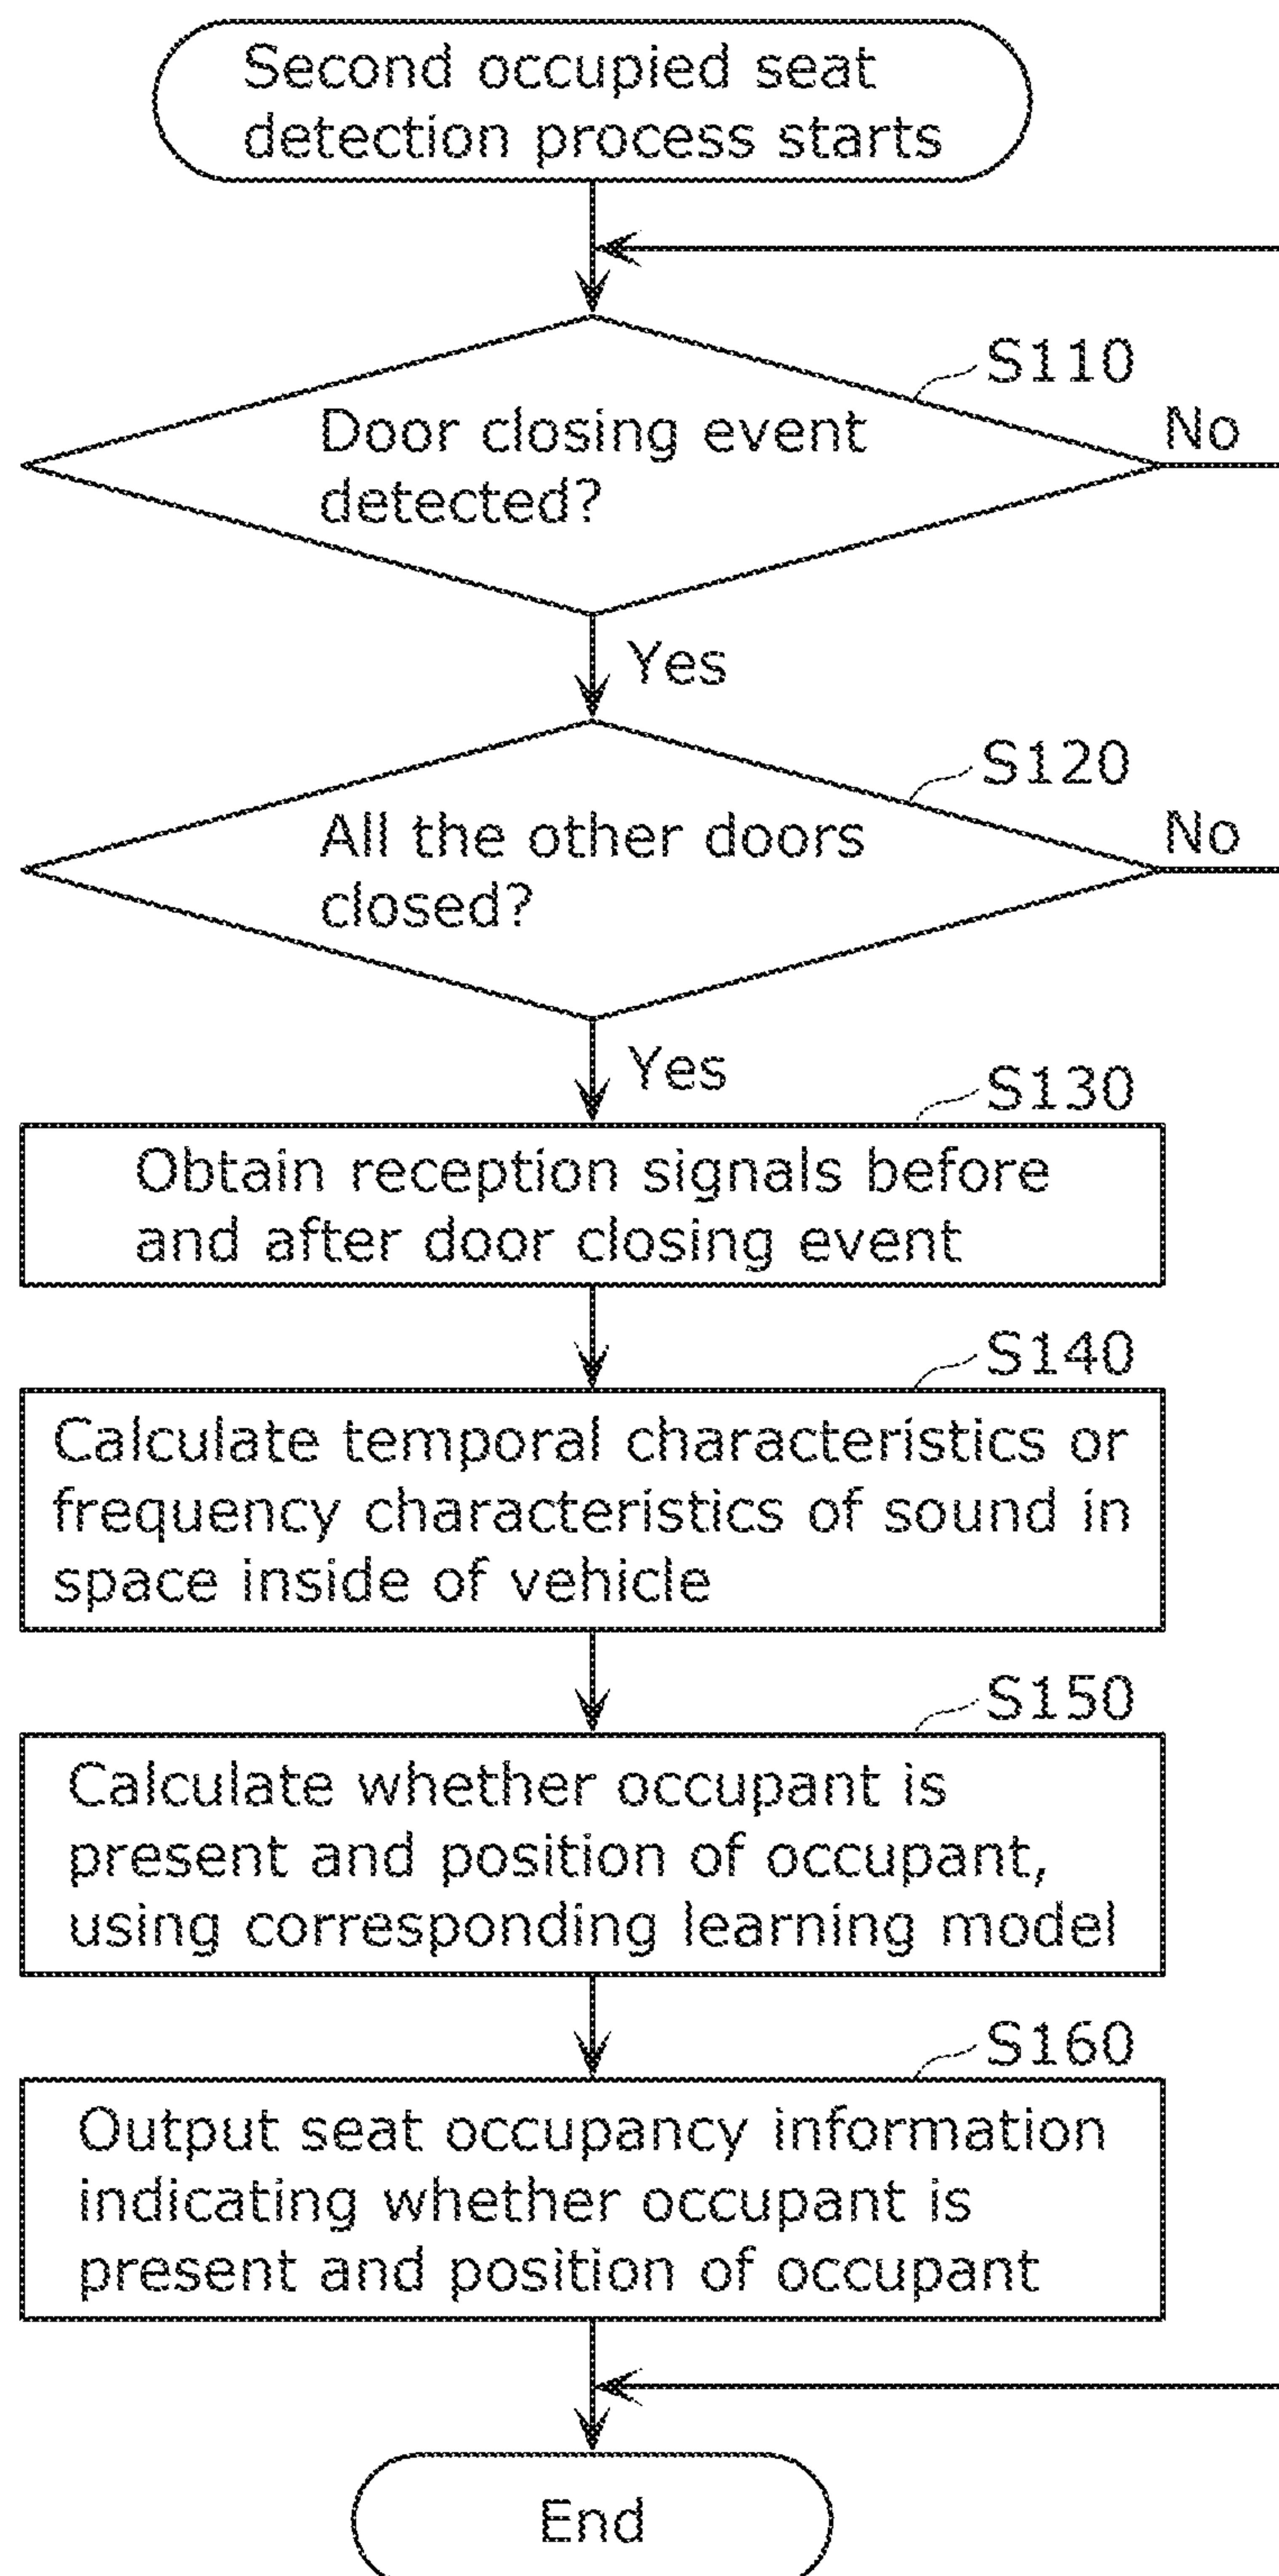 Second occupied seat
detection process starts
S110
Door closing event
detected?
No
Yes
S120
All the other doors
closed?
No
Yes
S130
Obtain reception signals before
and after door closing event
S140
Calculate temporal characteristics or
frequency characteristics of sound in
space inside of vehicle
S150
Calculate whether occupant is
present and position of occupant,
using corresponding learning model
S160
Output seat occupancy information
indicating whether occupant is
present and position of occupant
End